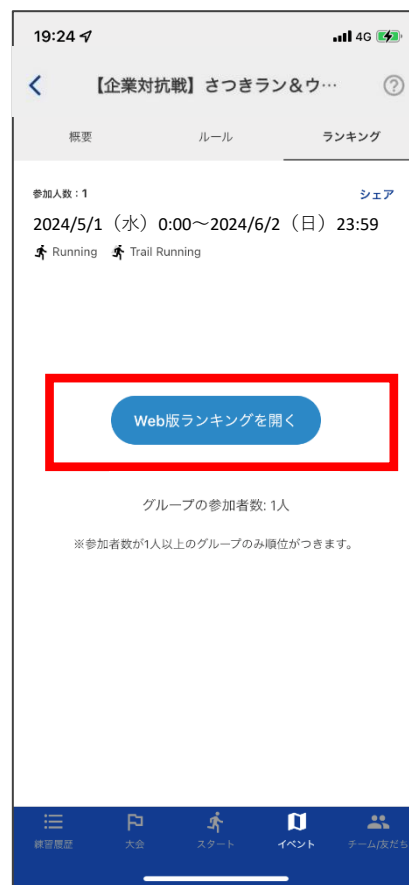 19:24
4G
【企業対抗戦】さつきラン＆ウ…
概要 ルール ランキング
参加人数：1 シェア
2024/5/1（水）0:00～2024/6/2（日）23:59
Running Trail Running
Web版ランキングを開く
グループの参加者数: 1人
※参加者数が1人以上のグループのみ順位がつきます。
練習履歴 大会 スタート イベント チーム/友だち